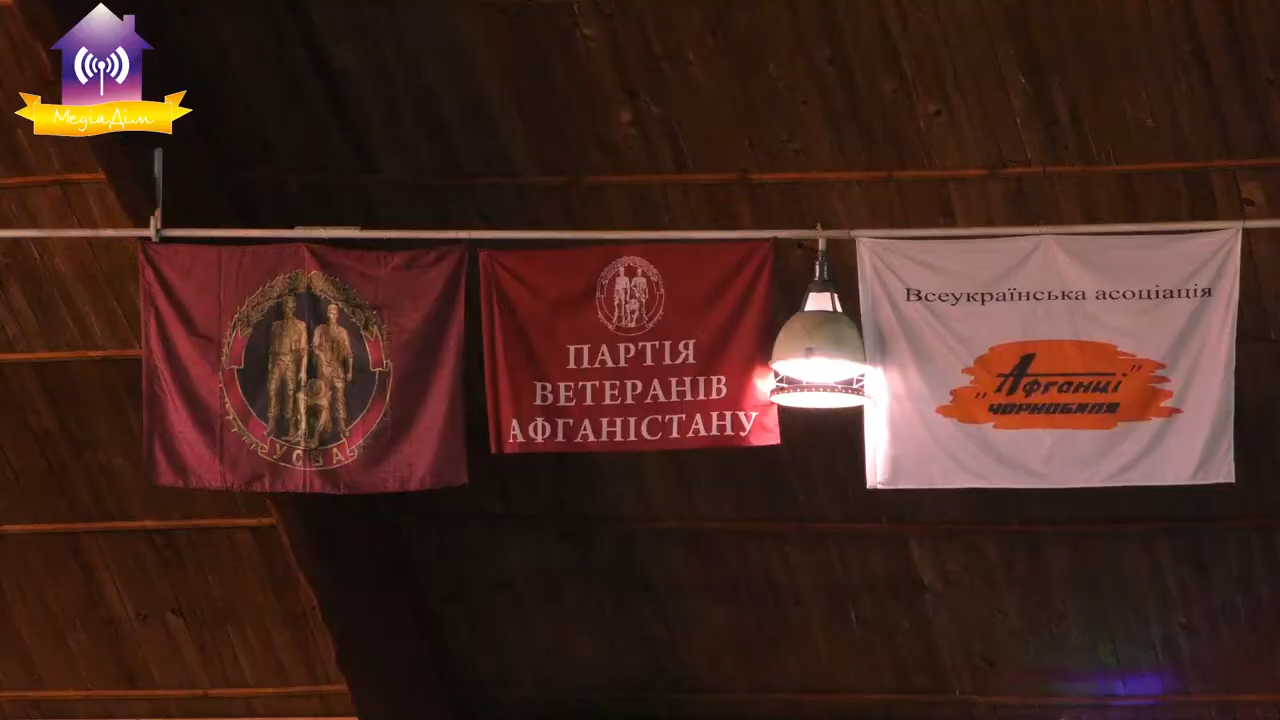 МедіаДім
УСВА
ПАРТІЯ
ВЕТЕРАНІВ
АФГАНІСТАНУ
Всеукраїнська асоціація
"Афганці
чорнобиля"